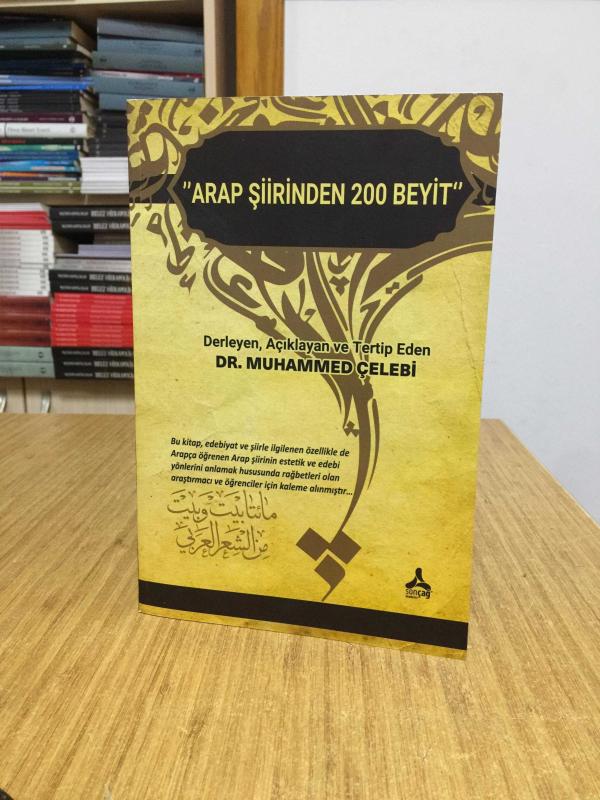 "ARAP ŞİİRİNDEN 200 BEYİT"
Derleyen, Açıklayan ve Tertip Eden
DR. MUHAMMED ÇELEBİ
Bu kitap, edebiyat ve şiirle ilgilenen özellikle de
Arapça öğrenen Arap şiirinin estetik ve edebi
yönlerini anlamak hususunda rağbetleri olan
araştırmacı ve öğrenciler için kaleme alınmıştır...
مائتا بيت وبيت
من الشعر العربي
sonçağ